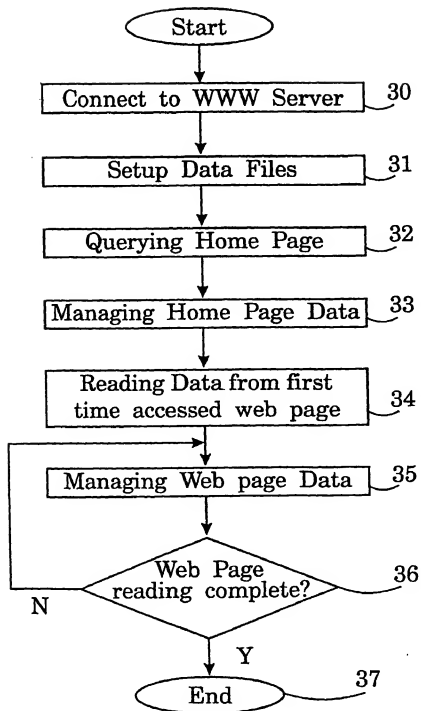 Start
Connect to WWW Server
30
Setup Data Files
31
Querying Home Page
32
Managing Home Page Data
33
Reading Data from first
time accessed web page
34
Managing Web page Data
35
Web Page
reading complete?
36
N
Y
End
37